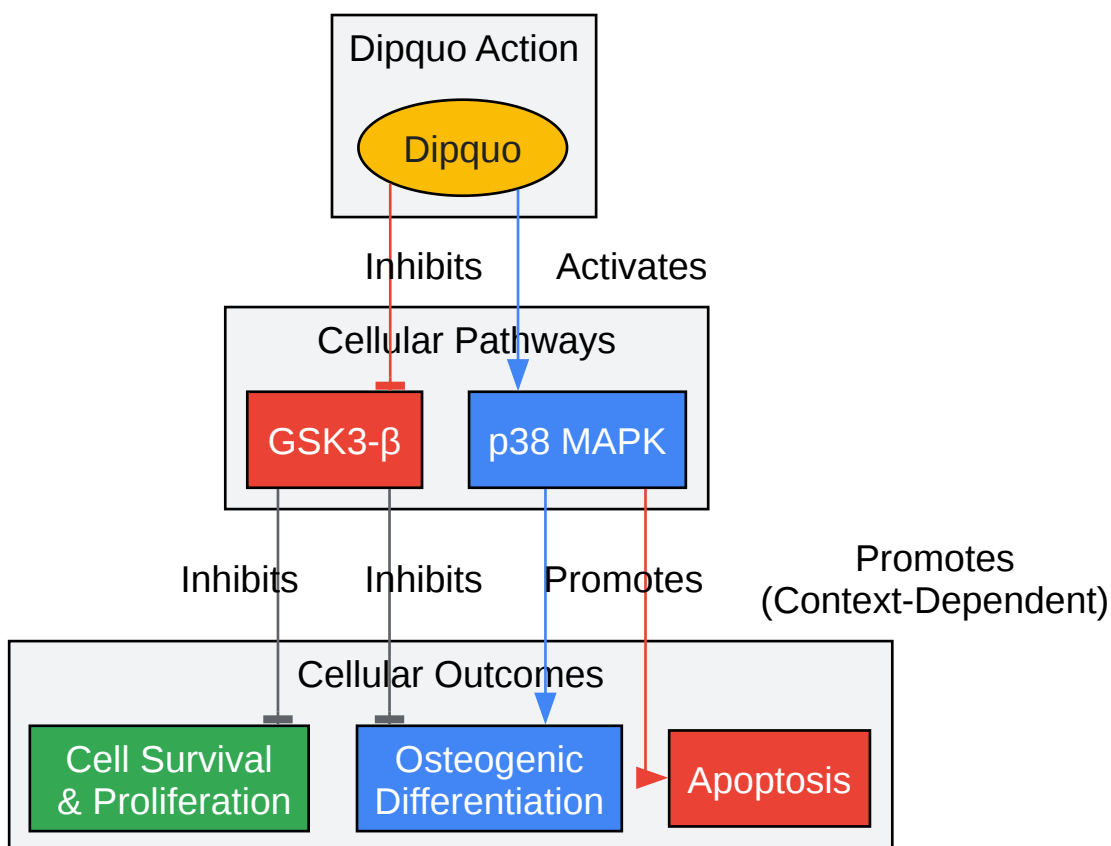 Dipquo Action
Dipquo
Inhibits
Activates
Cellular Pathways
GSK3-β
p38 MAPK
Inhibits
Inhibits
Promotes
Promotes
(Context-Dependent)
Cellular Outcomes
Cell Survival
& Proliferation
Osteogenic
Differentiation
Apoptosis